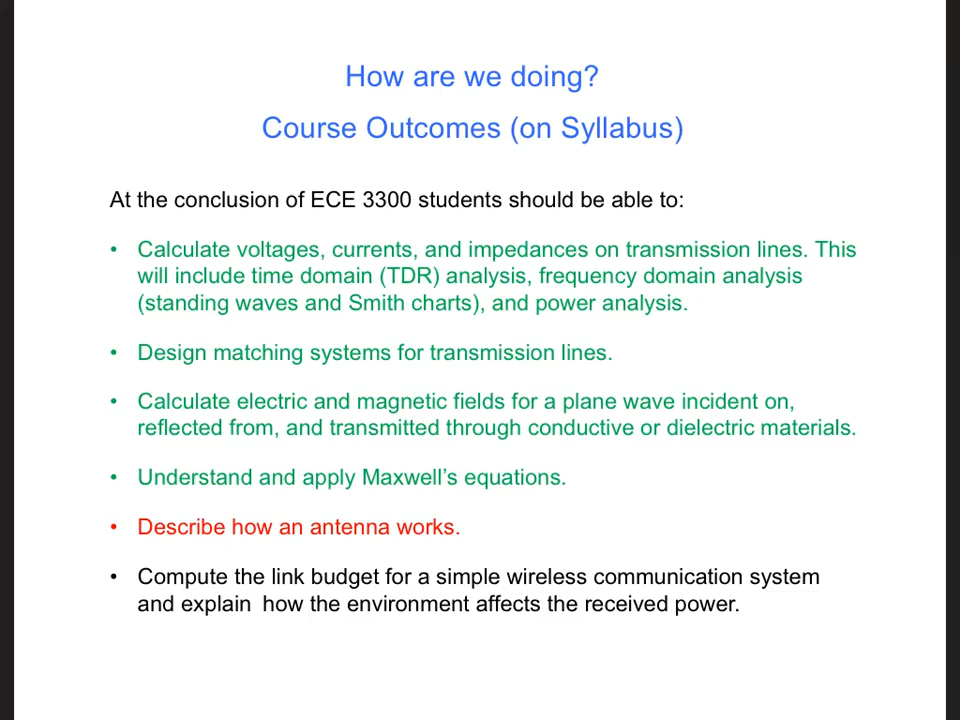 How are we doing?
Course Outcomes (on Syllabus)
At the conclusion of ECE 3300 students should be able to:
• Calculate voltages, currents, and impedances on transmission lines. This
will include time domain (TDR) analysis, frequency domain analysis
(standing waves and Smith charts), and power analysis.
• Design matching systems for transmission lines.
• Calculate electric and magnetic fields for a plane wave incident on,
reflected from, and transmitted through conductive or dielectric materials.
• Understand and apply Maxwell’s equations.
• Describe how an antenna works.
• Compute the link budget for a simple wireless communication system
and explain how the environment affects the received power.